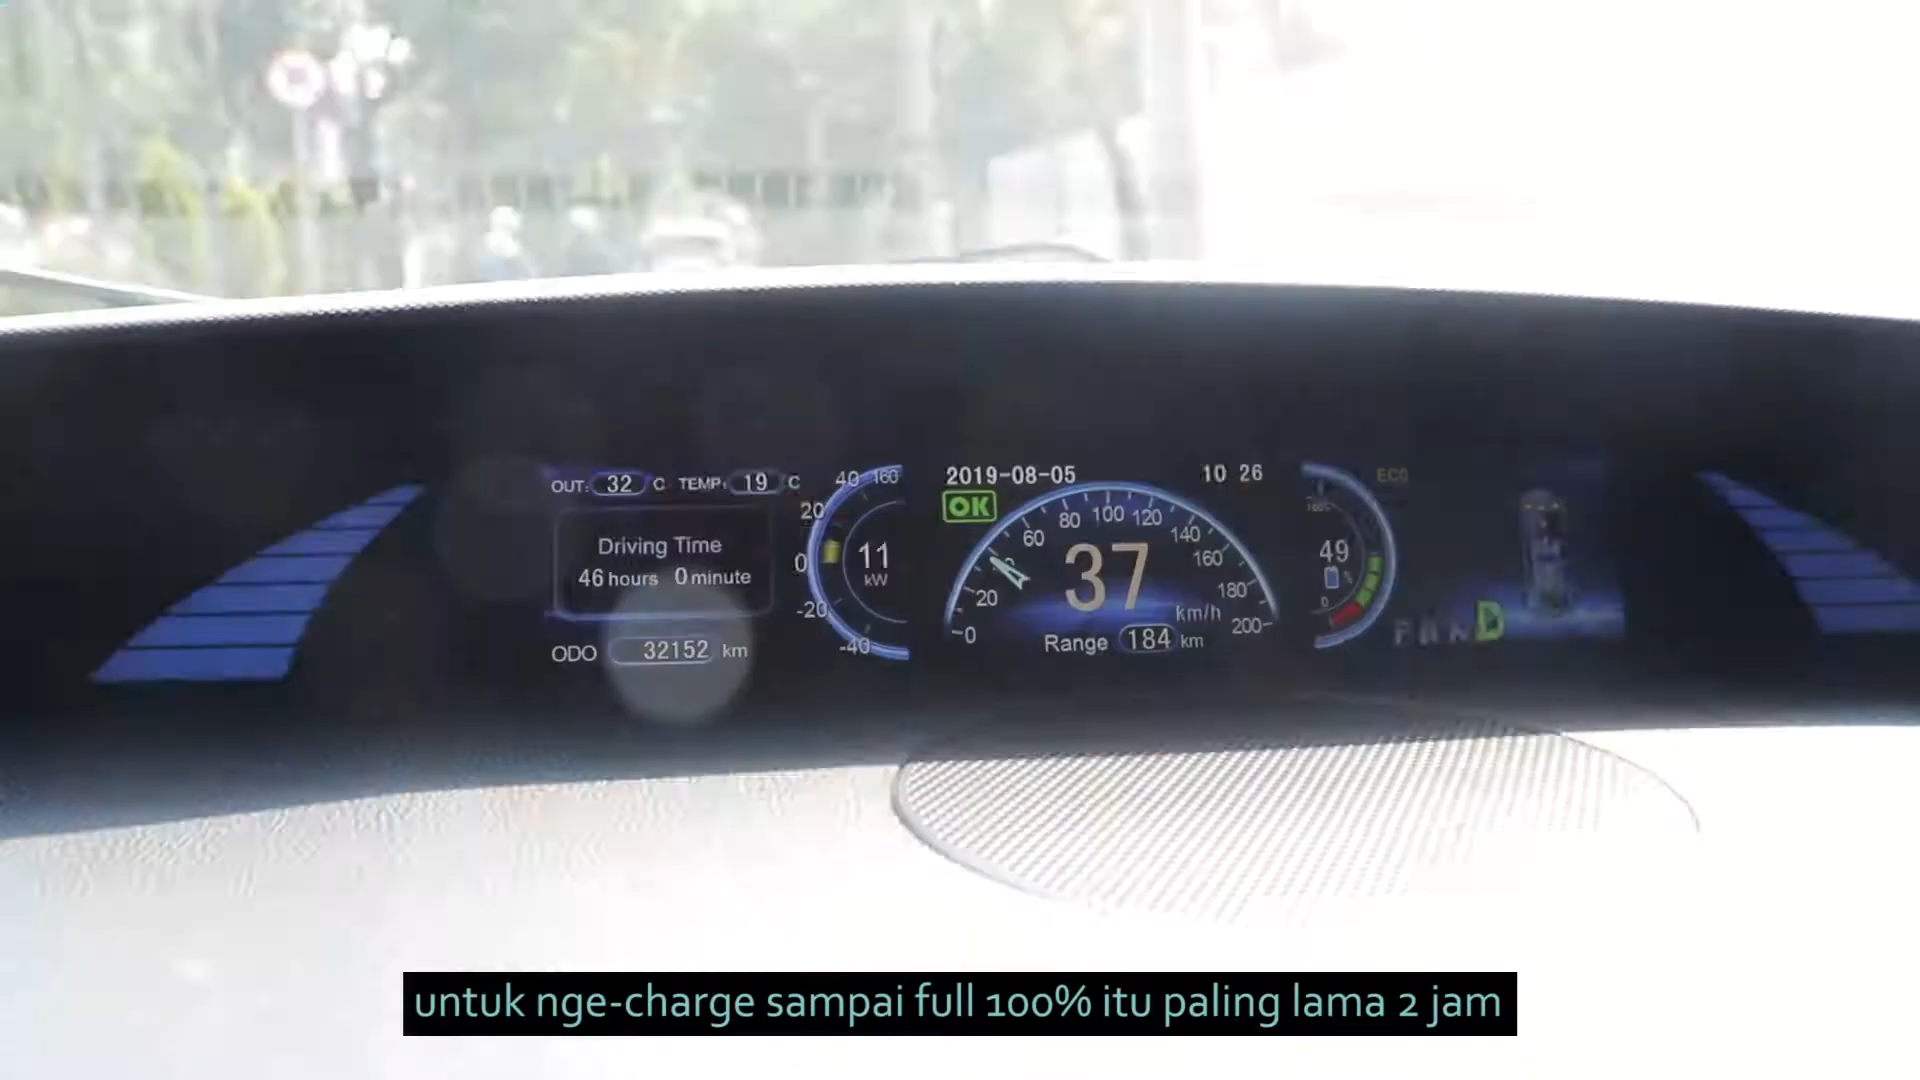 OUT: 32 C TEMP: 19 C
Driving Time
46 hours 0 minute
ODO 32152 km
40 160
20
0
-20
-40
11
kW
2019-08-05 10 26
OK
0 20 60 80 100 120 140 160 180 200
37
km/h
Range 184 km
ECO
100%
49
%
0
P R N D
untuk nge-charge sampai full 100% itu paling lama 2 jam